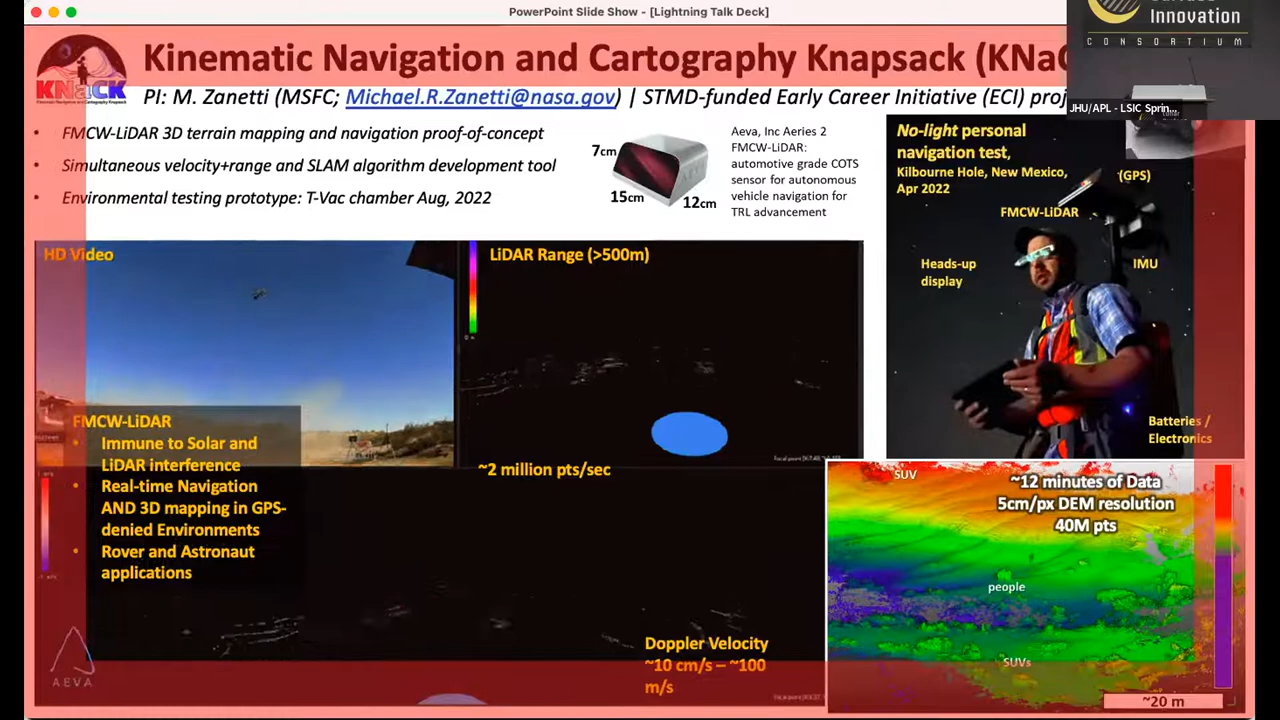 PowerPoint Slide Show - [Lightning Talk Deck]
Innovation
CONSORTIUM
JHU/APL - LSIC Sprin...
KNaCK
Kinematic Navigation and Cartography Knapsack (KNaC
PI: M. Zanetti (MSFC; Michael.R.Zanetti@nasa.gov) | STMD-funded Early Career Initiative (ECI) proj
• FMCW-LiDAR 3D terrain mapping and navigation proof-of-concept
• Simultaneous velocity+range and SLAM algorithm development tool
• Environmental testing prototype: T-Vac chamber Aug, 2022
7cm
15cm
12cm
Aeva, Inc Aeries 2
FMCW-LiDAR:
automotive grade COTS
sensor for autonomous
vehicle navigation for
TRL advancement
No-light personal
navigation test,
Kilbourne Hole, New Mexico,
Apr 2022
(GPS)
FMCW-LiDAR
IMU
Heads-up
display
Batteries /
Electronics
HD Video
LiDAR Range (>500m)
FMCW-LiDAR
• Immune to Solar and
LiDAR interference
• Real-time Navigation
AND 3D mapping in GPS-
denied Environments
• Rover and Astronaut
applications
~2 million pts/sec
Doppler Velocity
~10 cm/s – ~100
m/s
AEVA
SUV
~12 minutes of Data
5cm/px DEM resolution
40M pts
people
SUVs
~20 m